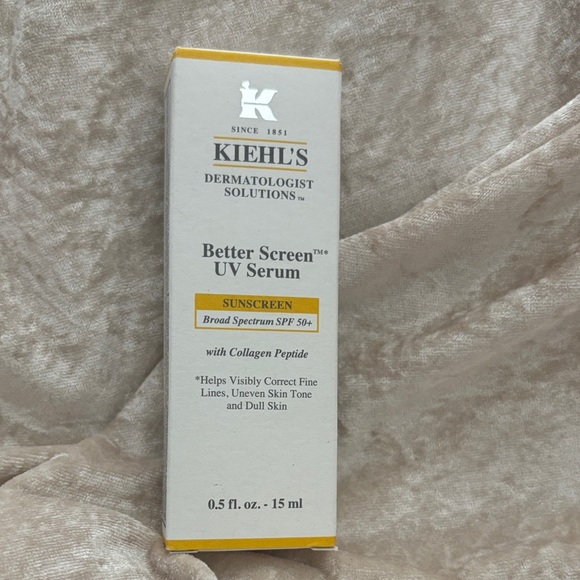 K
SINCE 1851
KIEHL'S
DERMATOLOGIST
SOLUTIONS™
Better Screen™*
UV Serum
SUNSCREEN
Broad Spectrum SPF 50+
with Collagen Peptide
*Helps Visibly Correct Fine
Lines, Uneven Skin Tone
and Dull Skin
0.5 fl. oz. - 15 ml